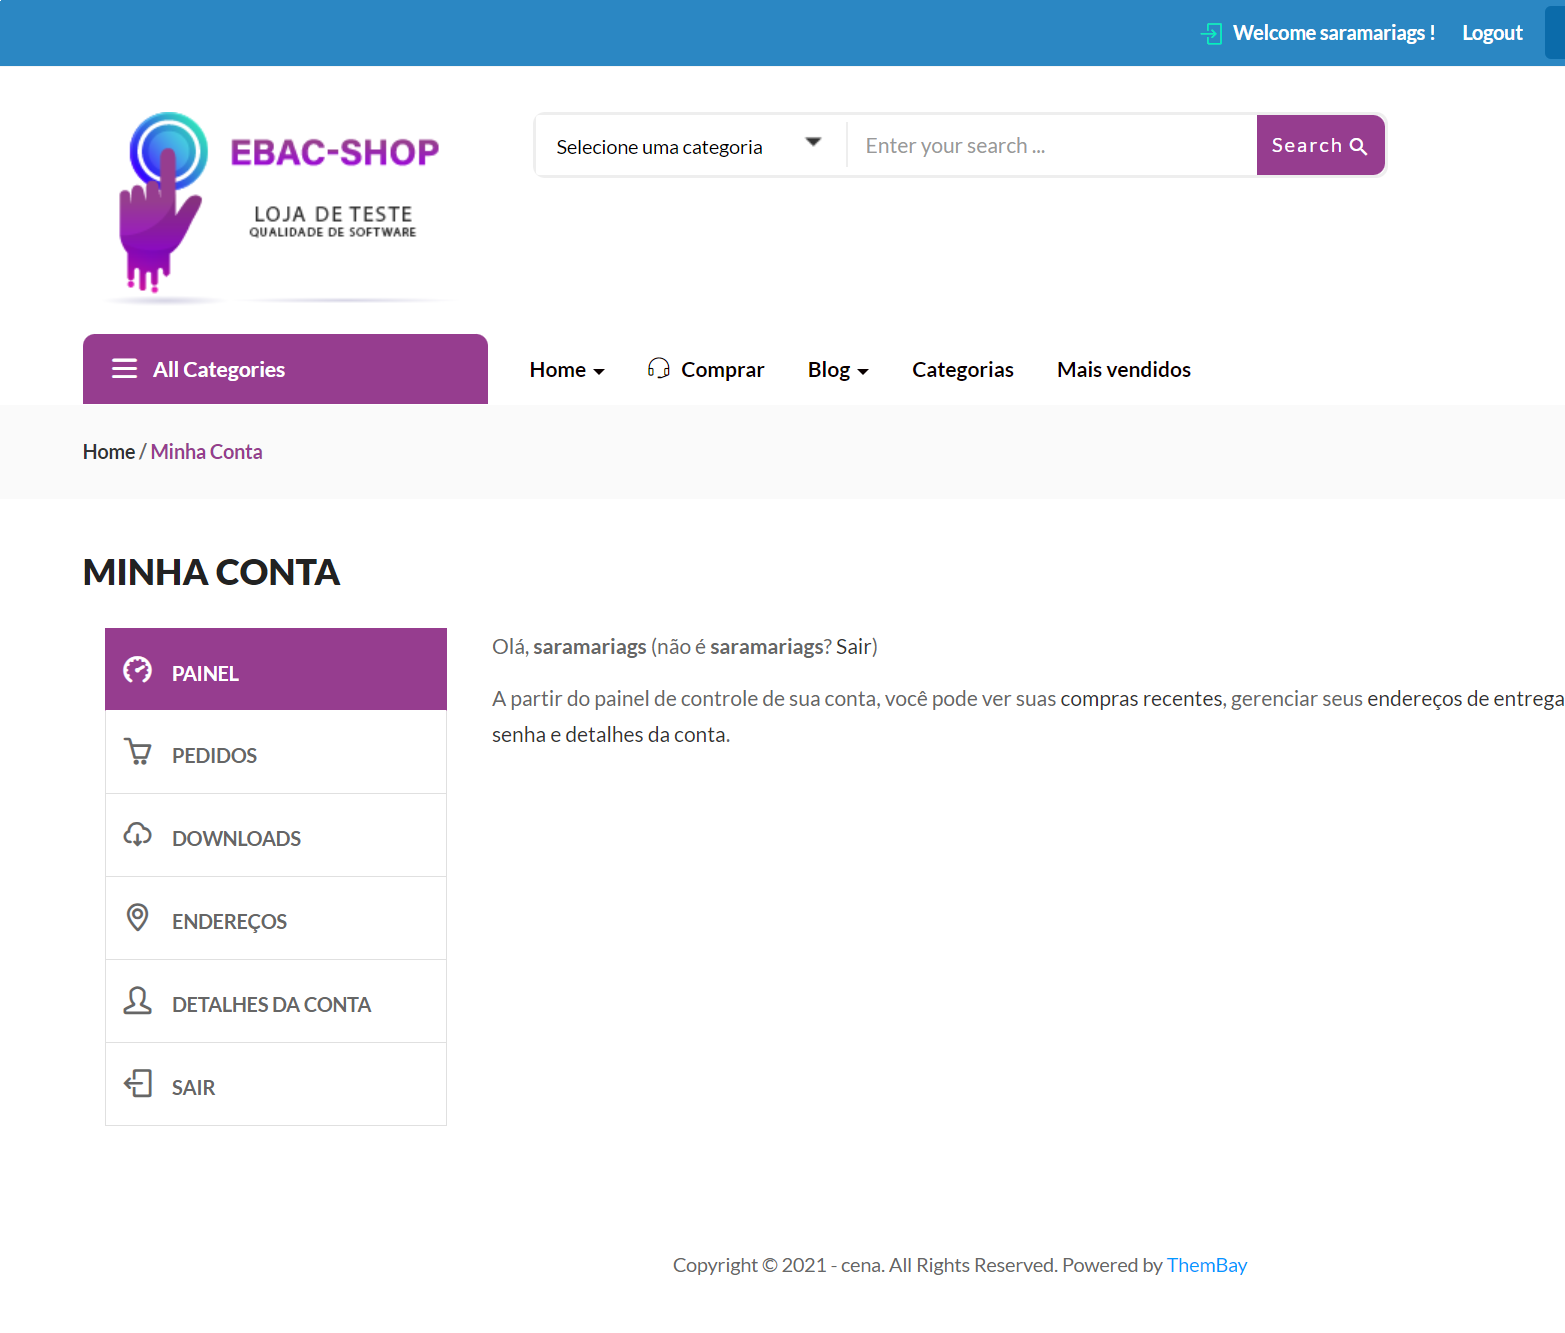 Welcome saramariags ! Logout
EBAC-SHOP
LOJA DE TESTE
QUALIDADE DE SOFTWARE
Selecione uma categoria Enter your search ... Search
All Categories Home Comprar Blog Categorias Mais vendidos
Home / Minha Conta
MINHA CONTA
PAINEL
PEDIDOS
DOWNLOADS
ENDEREÇOS
DETALHES DA CONTA
SAIR
Olá, saramariags (não é saramariags? Sair)
A partir do painel de controle de sua conta, você pode ver suas compras recentes, gerenciar seus endereços de entrega
senha e detalhes da conta.
Copyright © 2021 - cena. All Rights Reserved. Powered by ThemBay